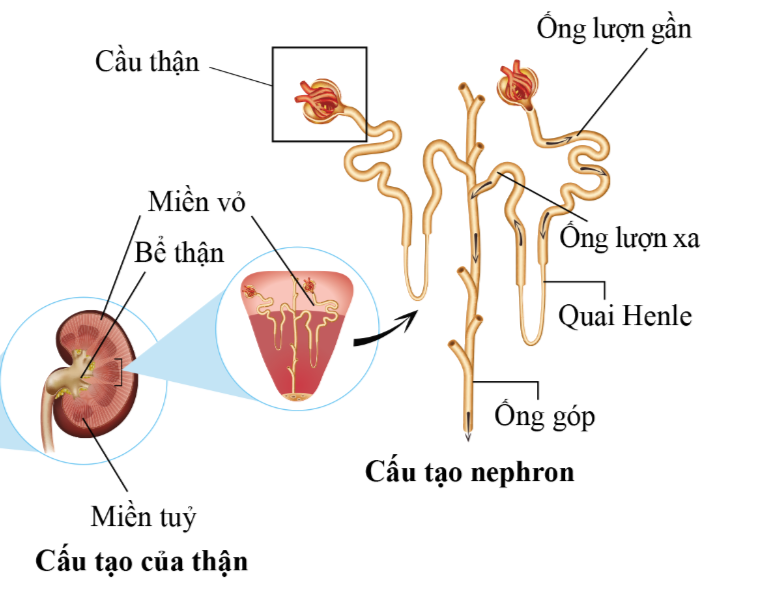 Ống lượn gần
Cầu thận
Miền vỏ
Bể thận
Ống lượn xa
Quai Henle
Ống góp
Cấu tạo nephron
Miền tuỷ
Cấu tạo của thận